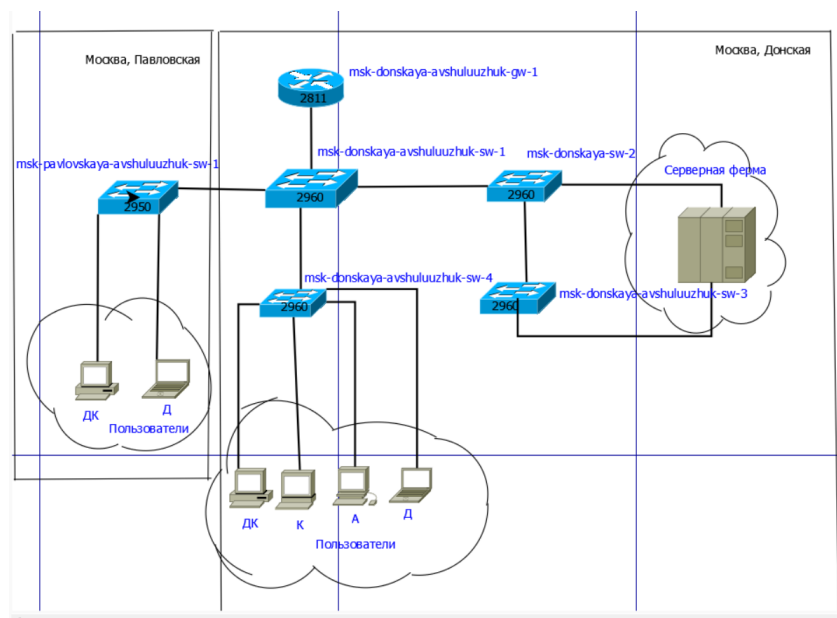 Москва, Павловская
Москва, Донская
msk-donskaya-avshuluuzhuk-gw-1
2811
msk-donskaya-avshuluuzhuk-sw-1
msk-donskaya-sw-2
msk-pavlovskaya-avshuluuzhuk-sw-1
Серверная ферма
2950
2960
2960
msk-donskaya-avshuluuzhuk-sw-4
msk-donskaya-avshuluuzhuk-sw-3
2960
2960
ДК
Д
Пользователи
ДК
К
А
Д
Пользователи